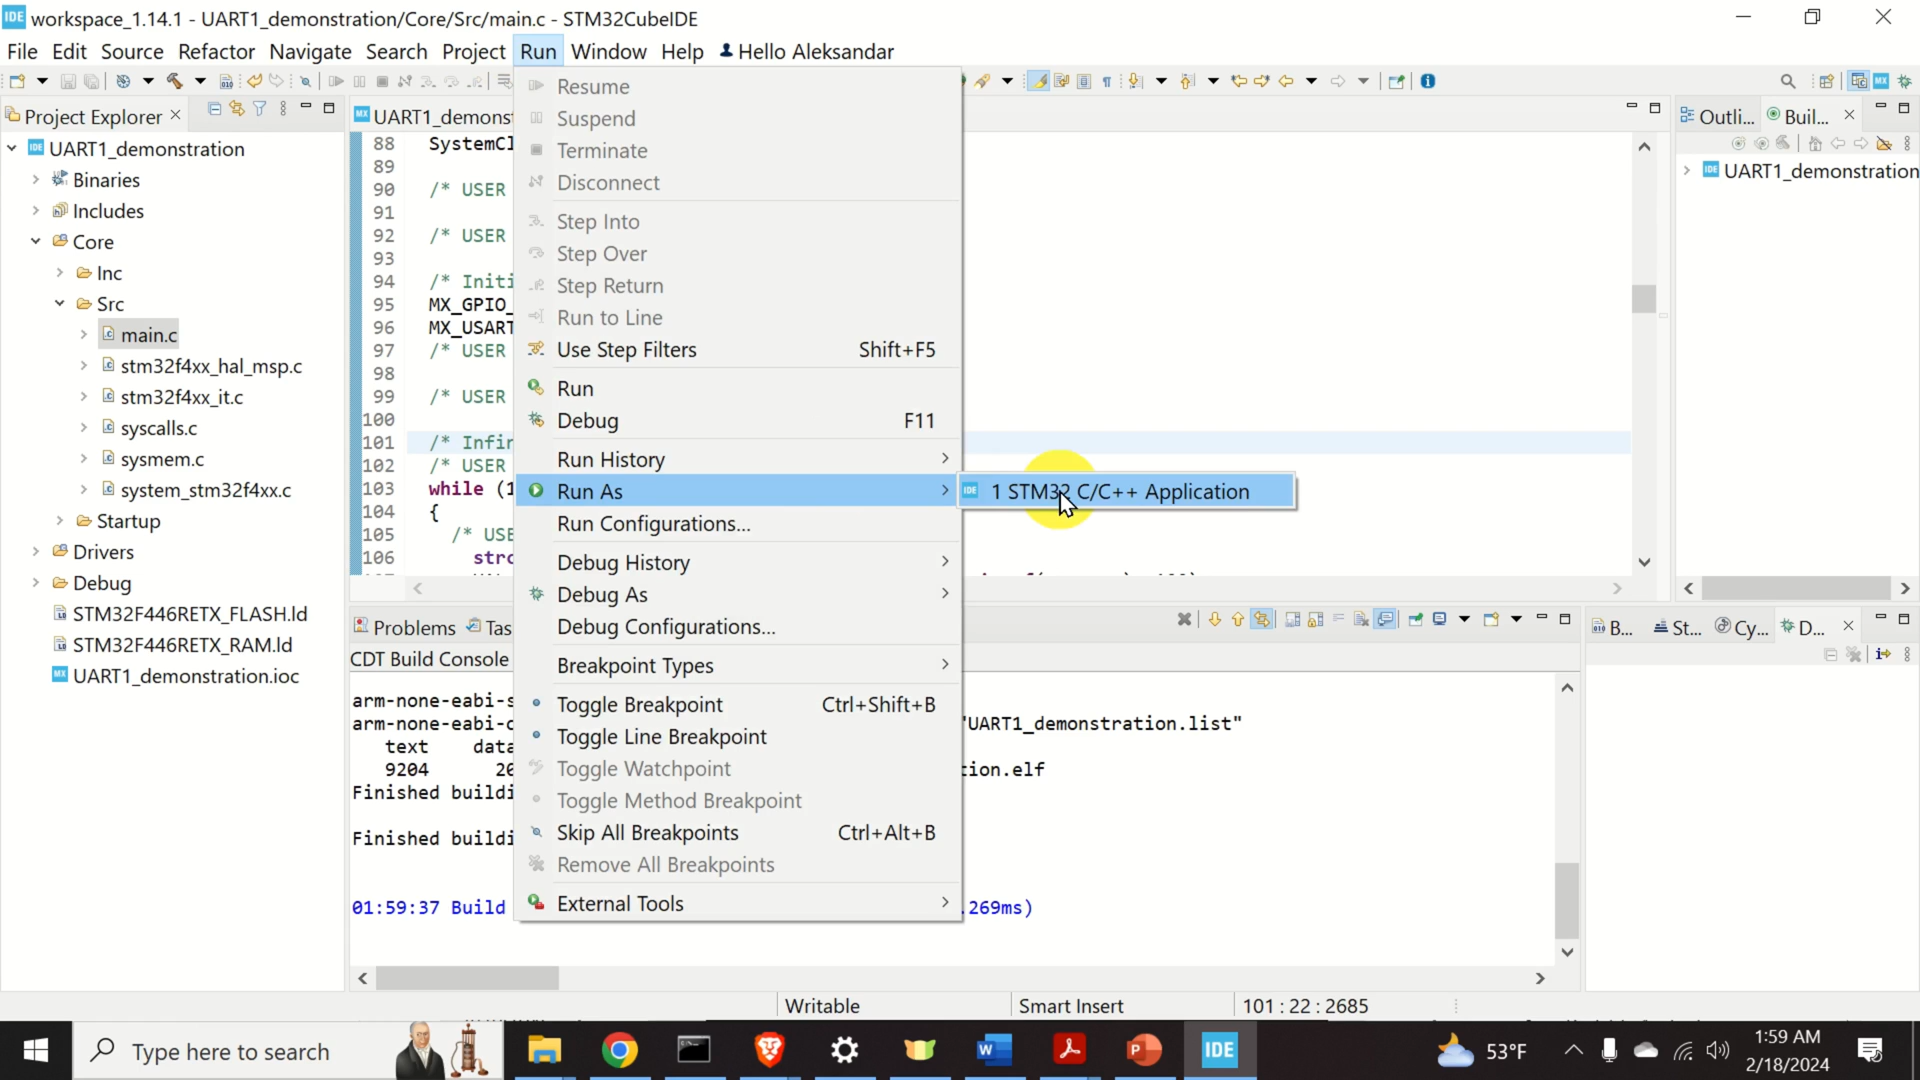 IDE workspace_1.14.1 - UART1_demonstration/Core/Src/main.c - STM32CubeIDE
File Edit Source Refactor Navigate Search Project Run Window Help Hello Aleksandar
Project Explorer
UART1_demonstration
Binaries
Includes
Core
Inc
Src
main.c
stm32f4xx_hal_msp.c
stm32f4xx_it.c
syscalls.c
sysmem.c
system_stm32f4xx.c
Startup
Drivers
Debug
STM32F446RETX_FLASH.ld
STM32F446RETX_RAM.ld
UART1_demonstration.ioc
UART1_demonst
88 SystemCl
89
90 /* USER
91
92 /* USER
93
94 /* Initi
95 MX_GPIO_
96 MX_USART
97 /* USER
98
99 /* USER
100
101 /* Infin
102 /* USER
103 while (1
104 {
105 /* USE
106 strc
Resume
Suspend
Terminate
Disconnect
Step Into
Step Over
Step Return
Run to Line
Use Step Filters Shift+F5
Run
Debug F11
Run History
Run As
Run Configurations...
Debug History
Debug As
Debug Configurations...
Breakpoint Types
Toggle Breakpoint Ctrl+Shift+B
Toggle Line Breakpoint
Toggle Watchpoint
Toggle Method Breakpoint
Skip All Breakpoints Ctrl+Alt+B
Remove All Breakpoints
External Tools
IDE 1 STM32 C/C++ Application
Outli... Buil...
UART1_demonstration
Problems Tas
CDT Build Console
arm-none-eabi-s
arm-none-eabi-o "UART1_demonstration.list"
text data
9204 20 tion.elf
Finished buildi
Finished buildi
01:59:37 Build .269ms)
B... St... Cy... D...
Writable Smart Insert 101 : 22 : 2685
Type here to search
IDE
53°F
1:59 AM
2/18/2024